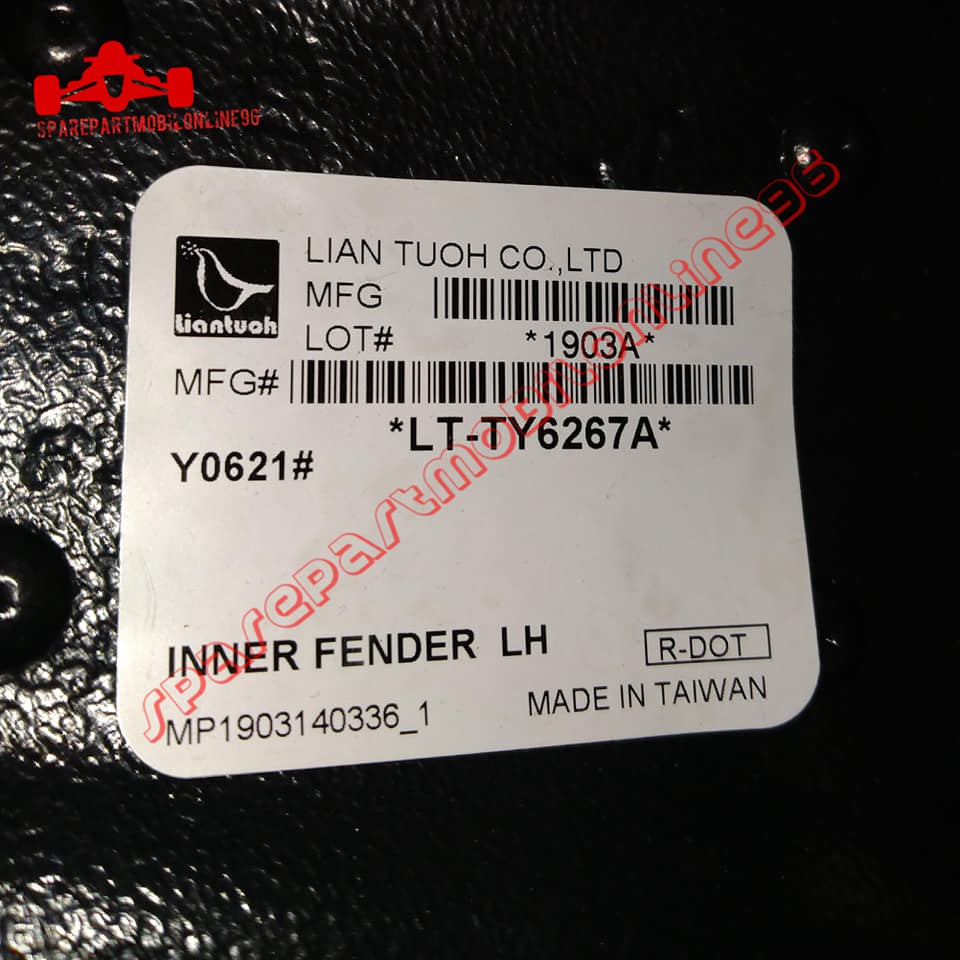 SPAREPARTMOBILONLINE96
Liantuoh
LIAN TUOH CO.,LTD
MFG
LOT#
*1903A*
MFG#
*LT-TY6267A*
Y0621#
INNER FENDER LH
R-DOT
MP1903140336_1
MADE IN TAIWAN
sparepartmobilonline96